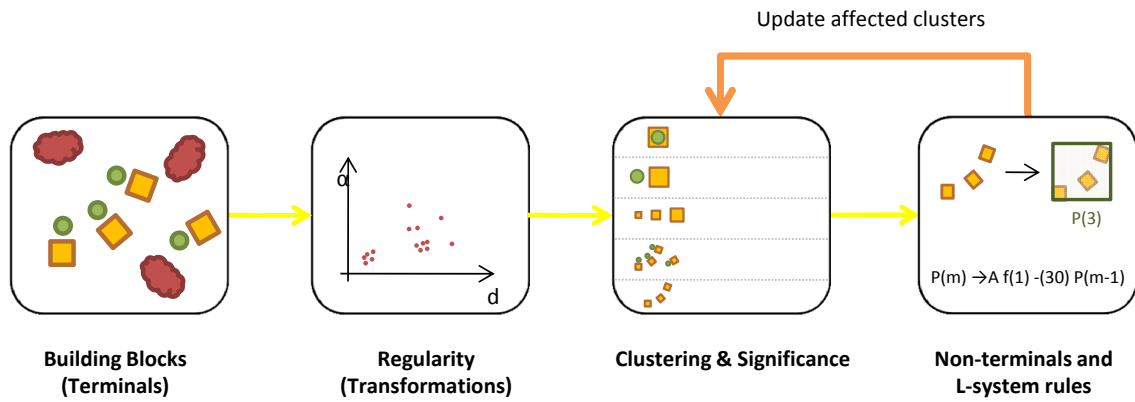 Update affected clusters
α
d
P(3)
P(m) →A f(1) -(30) P(m-1)
Building Blocks
(Terminals)
Regularity
(Transformations)
Clustering & Significance
Non-terminals and
L-system rules